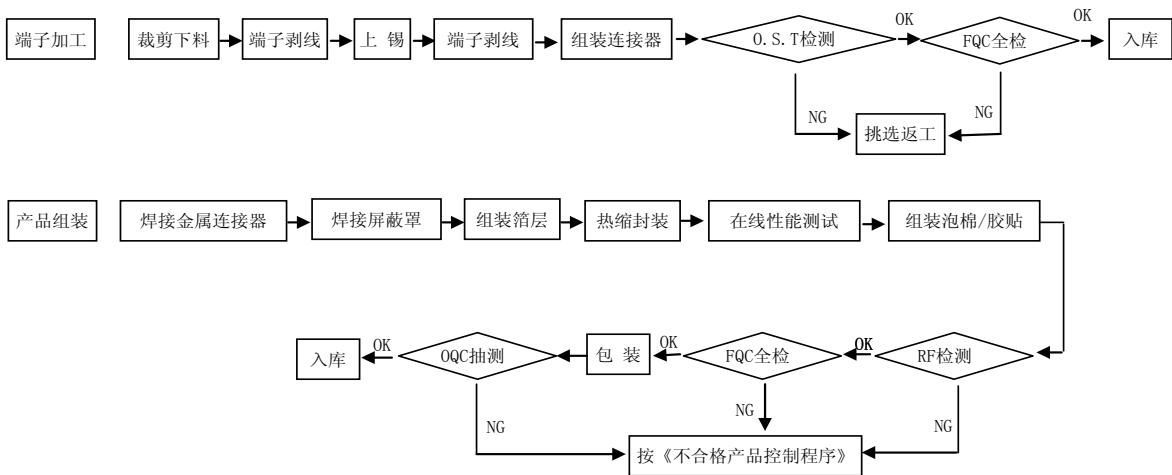 端子加工
裁剪下料
端子剥线
上 锡
端子剥线
组装连接器
O.S.T检测
OK
FQC全检
OK
入库
NG
NG
挑选返工
产品组装
焊接金属连接器
焊接屏蔽罩
组装箔层
热缩封装
在线性能测试
组装泡棉/胶贴
入库
OK
OQC抽测
包 装
OK
FQC全检
OK
RF检测
NG
NG
NG
按《不合格产品控制程序》